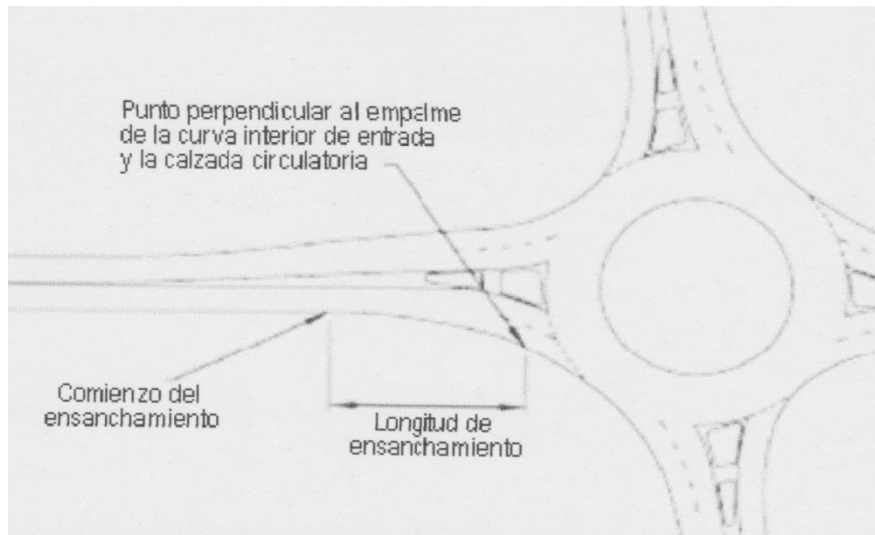 Punto perpendicular al empalme
de la curva interior de entrada
y la calzada circulatoria
Comienzo del
ensanchamiento
Longitud de
ensanchamiento